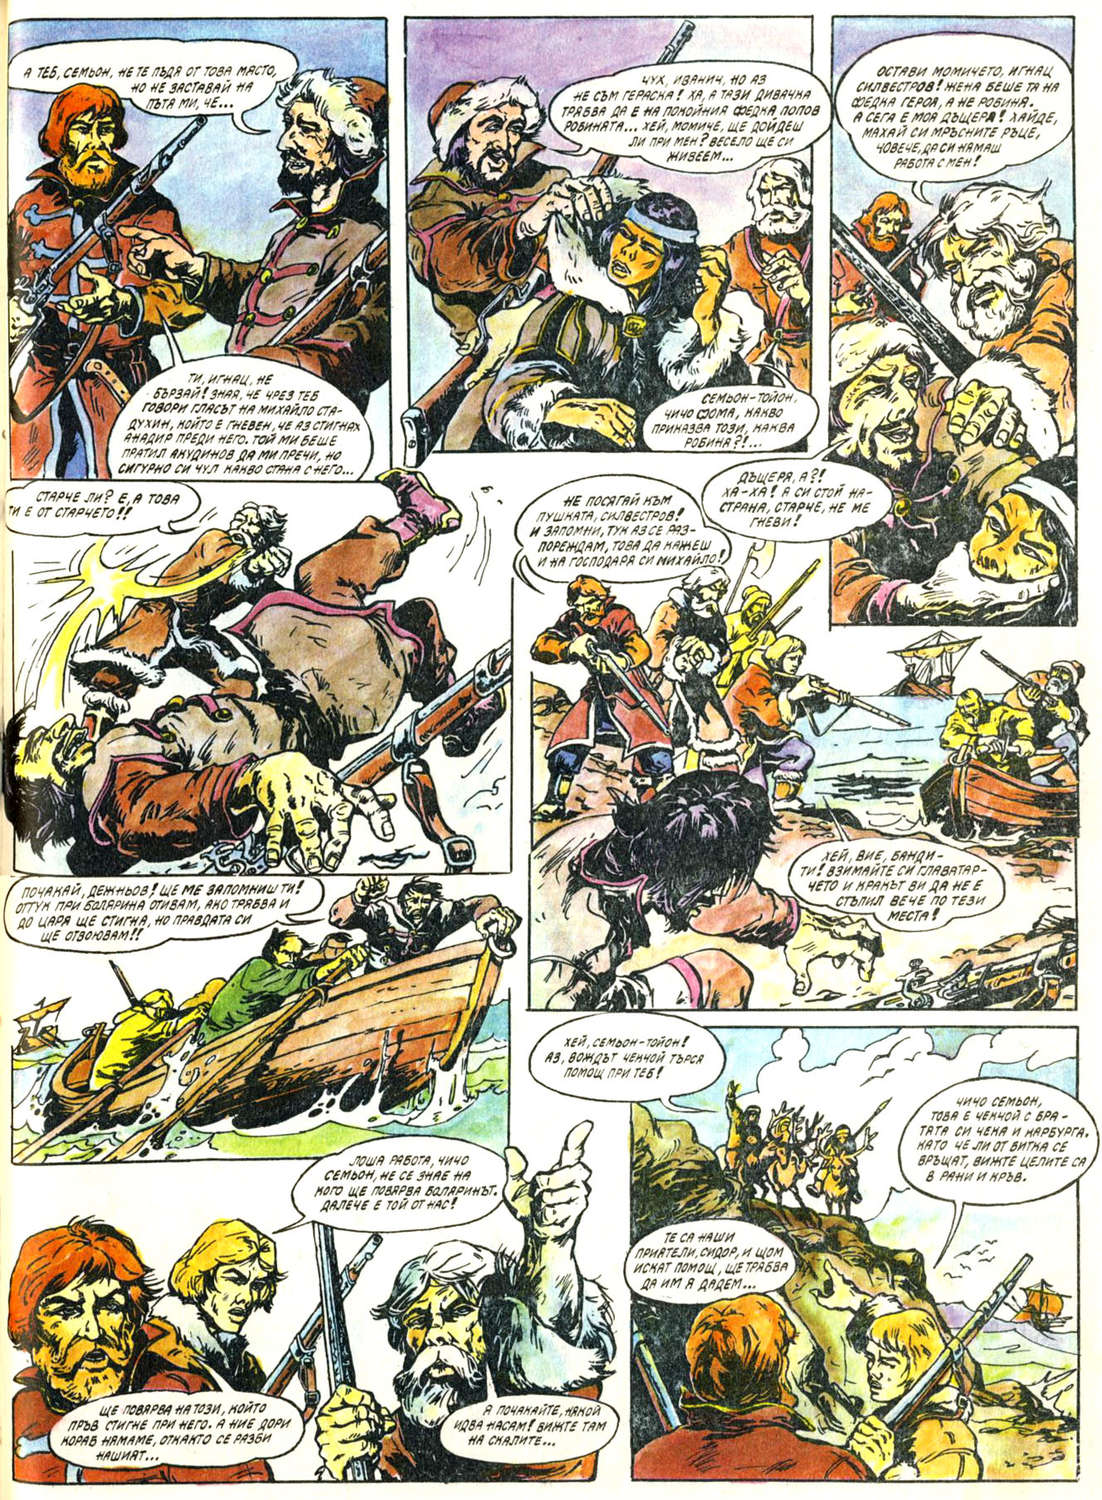 А ТЕБ, СЕМЬОН, НЕ ТЕ ПЪДЯ ОТ ТОВА МЯСТО,
НО НЕ ЗАСТАВАЙ НА
ПЪТЯ МИ, ЧЕ...
ТИ, ИГНАЦ, НЕ
БЪРЗАЙ! ЗНАЯ, ЧЕ ЧРЕЗ ТЕБ
ГОВОРИ ГЛАСЪТ НА МИХАЙЛО СТА-
ДУХИН, КОЙТО Е ГНЕВЕН, ЧЕ АЗ СТИГНАХ
АНАДИР ПРЕДИ НЕГО. ТОЙ МИ БЕШЕ
ПРАТИЛ АКУДИНОВ ДА МИ ПРЕЧИ, НО
СИГУРНО СИ ЧУЛ КАКВО СТАНА С НЕГО...
ЧУХ, ИВАНИЧ, НО АЗ
НЕ СЪМ ГЕРАСКА! ХА, А ТАЗИ ДИВАЧКА
ТРЯБВА ДА Е НА ПОКОЙНИЯ ФЕДКА ПОПОВ
РОБИНЯТА... ХЕЙ, МОМИЧЕ, ЩЕ ДОЙДЕШ
ЛИ ПРИ МЕН? ВЕСЕЛО ЩЕ СИ
ЖИВЕЕМ...
СЕМЬОН-ТОЙОН,
ЧИЧО ФОМА, КАКВО
ПРИКАЗВА ТОЗИ, КАКВА
РОБИНЯ?!...
ОСТАВИ МОМИЧЕТО, ИГНАЦ
СИЛВЕСТРОВ! ЖЕНА БЕШЕ ТЯ НА
ФЕДКА ГЕРОЯ, А НЕ РОБИНЯ.
А СЕГА Е МОЯ ДЪЩЕРЯ! ХАЙДЕ,
МАХАЙ СИ МРЪСНИТЕ РЪЦЕ,
ЧОВЕЧЕ, ДА СИ НЯМАШ
РАБОТА С МЕН!
ДЪЩЕРЯ, А?!
ХА-ХА! А СИ СТОЙ НА-
СТРАНА, СТАРЧЕ, НЕ МЕ
ГНЕВИ!
СТАРЧЕ ЛИ? Е, А ТОВА
ТИ Е ОТ СТАРЧЕТО!!
НЕ ПОСЯГАЙ КЪМ
ПУШКАТА, СИЛВЕСТРОВ!
И ЗАПОМНИ, ТУК АЗ СЕ РАЗ-
ПОРЕЖДАМ, ТОВА ДА КАЖЕШ
И НА ГОСПОДАРЯ СИ МИХАЙЛО!
ХЕЙ, ВИЕ, БАНДИ-
ТИ! ВЗИМАЙТЕ СИ ГЛАВАТАР-
ЧЕТО И КРАКЪТ ВИ ДА НЕ Е
СТЪПИЛ ВЕЧЕ ПО ТЕЗИ
МЕСТА!
ПОЧАКАЙ, ДЕЖНЬОВ! ЩЕ МЕ ЗАПОМНИШ ТИ!
ОТТУК ПРИ БОЛЯРИНА ОТИВАМ, АКО ТРЯБВА И
ДО ЦАРЯ ЩЕ СТИГНА, НО ПРАВДАТА СИ
ЩЕ ОТВОЮВАМ!!
ЛОША РАБОТА, ЧИЧО
СЕМЬОН, НЕ СЕ ЗНАЕ НА
КОГО ЩЕ ПОВЯРВА БОЛЯРИНЪТ.
ДАЛЕЧЕ Е ТОЙ ОТ НАС!
ЩЕ ПОВЯРВА НА ТОЗИ, КОЙТО
ПРЪВ СТИГНЕ ПРИ НЕГО. А НИЕ ДОРИ
КОРАБ НЯМАМЕ, ОТКАКТО СЕ РАЗБИ
НАШИЯТ...
Я ПОЧАКАЙТЕ, НЯКОЙ
ИДВА НАСАМ! ВИЖТЕ ТАМ
НА СКАЛИТЕ...
ХЕЙ, СЕМЬОН-ТОЙОН!
АЗ, ВОЖДЪТ ЧЕКЧОЙ ТЪРСЯ
ПОМОЩ ПРИ ТЕБ!
ЧИЧО СЕМЬОН,
ТОВА Е ЧЕКЧОЙ С БРА-
ТАТА СИ ЧЕКА И КАРБУРГА.
КАТО ЧЕ ЛИ ОТ БИТКА СЕ
ВРЪЩАТ, ВИЖТЕ ЦЕЛИТЕ СА
В РАНИ И КРЪВ.
ТЕ СА НАШИ
ПРИЯТЕЛИ, СИДОР, И ЩОМ
ИСКАТ ПОМОЩ, ЩЕ ТРЯБВА
ДА ИМ Я ДАДЕМ...